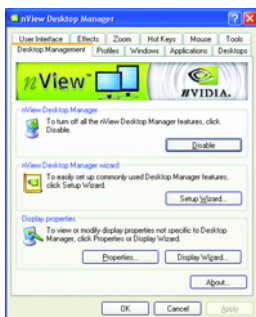 nView Desktop Manager
User Interface Effects Zoom Hot Keys Mouse Tools
Desktop Management Profiles Windows Applications Desktops
nView™ NVIDIA.
nView Desktop Manager
To turn off all the nView Desktop Manager features, click
Disable.
Disable
nView Desktop Manager wizard
To easily set up commonly used Desktop Manager features,
click Setup Wizard.
Setup Wizard...
Display properties
To view or modify display properties not specific to Desktop
Manager, click Properties or Display Wizard.
Properties... Display Wizard...
About...
OK Cancel Apply